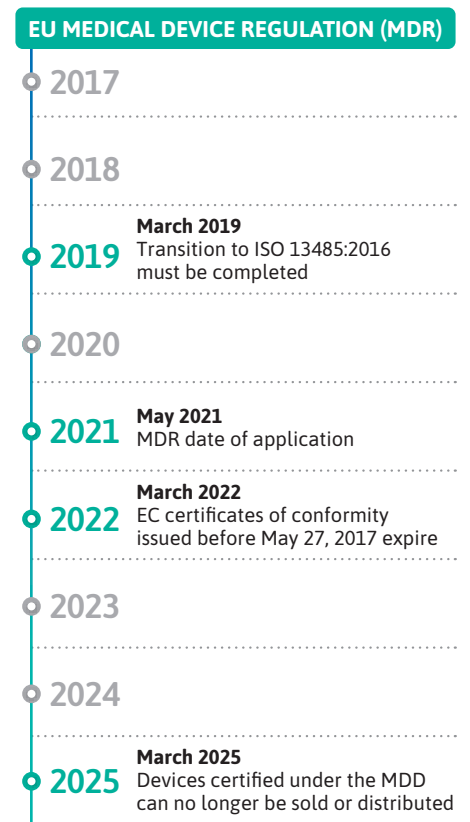 EU MEDICAL DEVICE REGULATION (MDR)
2017
2018
March 2019
2019
Transition to ISO 13485:2016
must be completed
2020
May 2021
2021
MDR date of application
March 2022
2022
EC certificates of conformity
issued before May 27, 2017 expire
2023
2024
March 2025
2025
Devices certified under the MDD
can no longer be sold or distributed